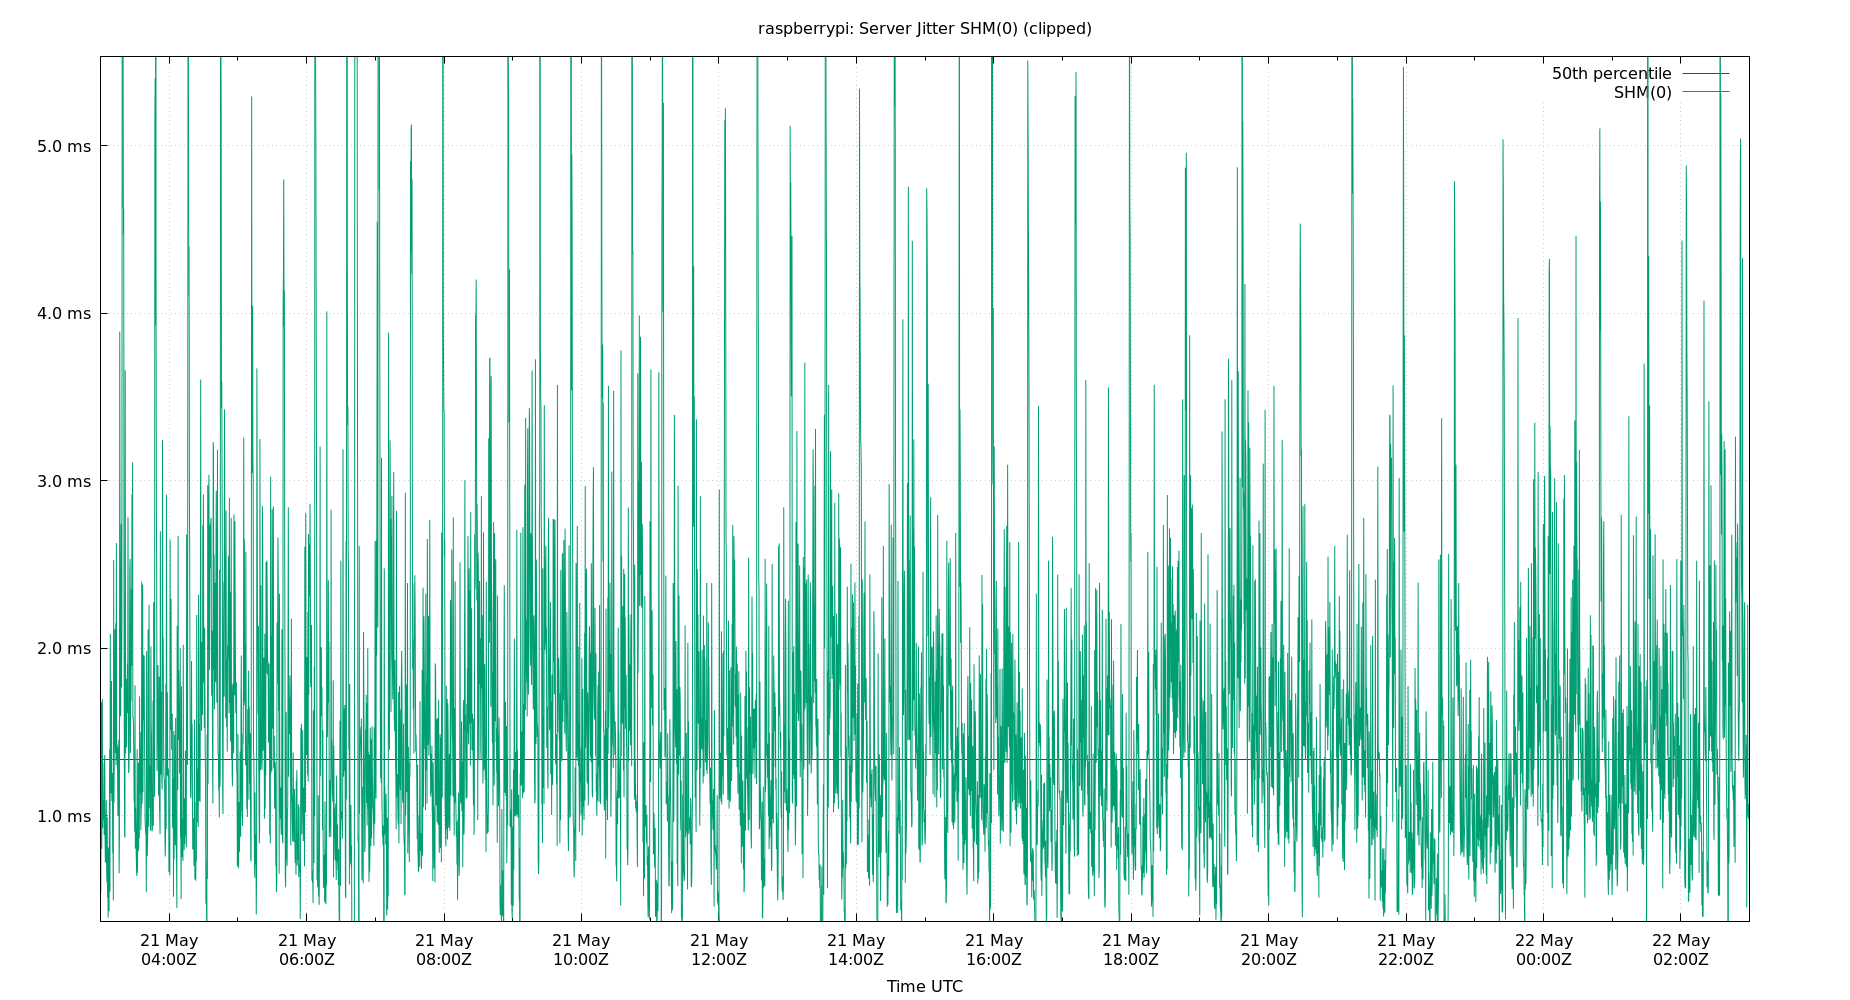 raspberrypi: Server Jitter SHM(0) (clipped)
50th percentile
SHM(0)
5.0 ms
4.0 ms
3.0 ms
2.0 ms
1.0 ms
21 May 21 May 21 May 21 May 21 May 21 May 21 May 21 May 21 May 21 May 22 May 22 May
04:00Z 06:00Z 08:00Z 10:00Z 12:00Z 14:00Z 16:00Z 18:00Z 20:00Z 22:00Z 00:00Z 02:00Z
Time UTC